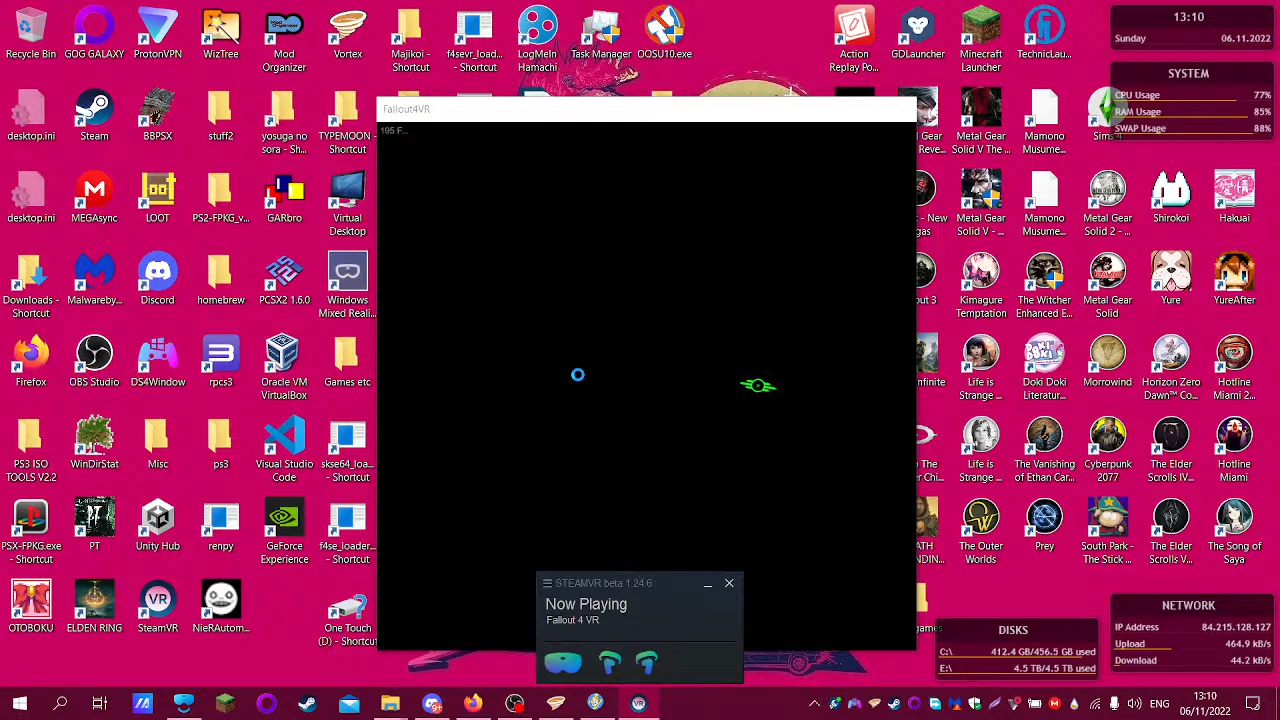 Recycle Bin
GOG GALAXY
ProtonVPN
WizTree
Mod
Organizer
Vortex
Majikoi -
Shortcut
f4sevr_load...
- Shortcut
LogMeIn
Hamachi
Task Manager
OOSU10.exe
Action
Replay Po...
GDLauncher
Minecraft
Launcher
TechnicLau...
13:10
Sunday
06.11.2022
SYSTEM
CPU Usage
77%
RAM Usage
85%
SWAP Usage
88%
desktop.ini
Steam
BBPSX
stuff2
yosuga no
sora - Sh...
TYPEMOON
- Shortcut
Fallout4VR
195 F...
Metal Gear
Solid V The ...
Mamono
Musume...
Sims 4
desktop.ini
MEGAsync
LOOT
PS2-FPKG_v...
GARbro
Virtual
Desktop
Metal Gear
Solid V - ...
Mamono
Musume...
Metal Gear
Solid 2 - ...
Shirokoi
Hakuai
Downloads -
Shortcut
Malwareby...
Discord
homebrew
PCSX2 1.6.0
Windows
Mixed Reali...
Kimagure
Temptation
The Witcher
Enhanced E...
Metal Gear
Solid
Yure
YureAfter
Firefox
OBS Studio
DS4Window
rpcs3
Oracle VM
VirtualBox
Games etc
Life is
Strange ...
Doki Doki
Literatur...
Morrowind
Horizon Zero
Dawn™ Co...
Hotline
Miami 2...
PS3 ISO
TOOLS V2.2
WinDirStat
Misc
ps3
Visual Studio
Code
skse64_loa...
- Shortcut
Life is
Strange ...
The Vanishing
of Ethan Car...
Cyberpunk
2077
The Elder
Scrolls IV...
Hotline
Miami
PSX-FPKG.exe
- Shortcut
PT
Unity Hub
renpy
GeForce
Experience
f4se_loader...
- Shortcut
The Outer
Worlds
Prey
South Park -
The Stick ...
The Elder
Scrolls V...
The Song of
Saya
OTOBOKU
ELDEN RING
SteamVR
NieRAutom...
One Touch
(D) - Shortcut
STEAMVR beta 1.24.6
Now Playing
Fallout 4 VR
games
DISKS
C:\
412.4 GB/456.5 GB used
E:\
4.5 TB/4.5 TB used
NETWORK
IP Address
84.215.128.127
Upload
464.9 kB/s
Download
44.2 kB/s
ENG
13:10
06/11/2022